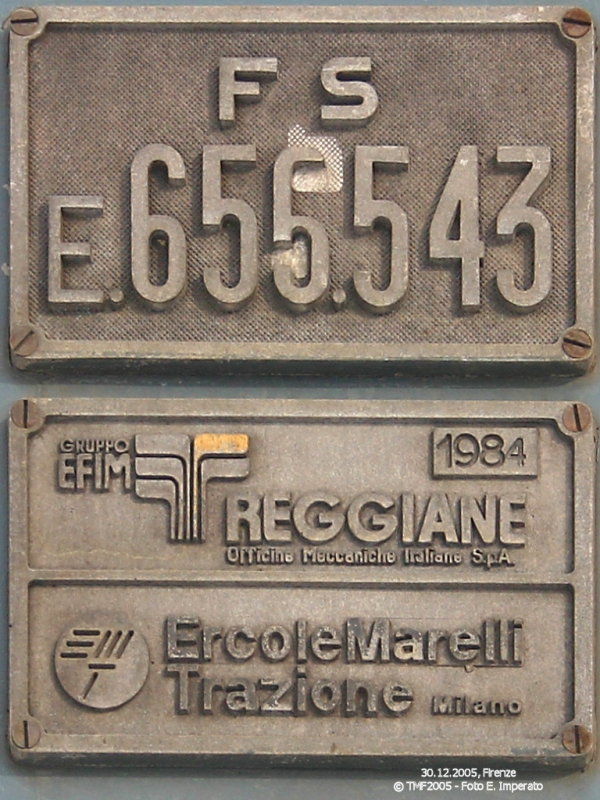 F S
E.656.543
GRUPPO
EFIM
1984
REGGIANE
Officine Meccaniche Italiane S.p.A.
EMT
ErcoleMarelli
Trazione Milano
30.12.2005, Firenze
© TMF2005 - Foto E. Imperato